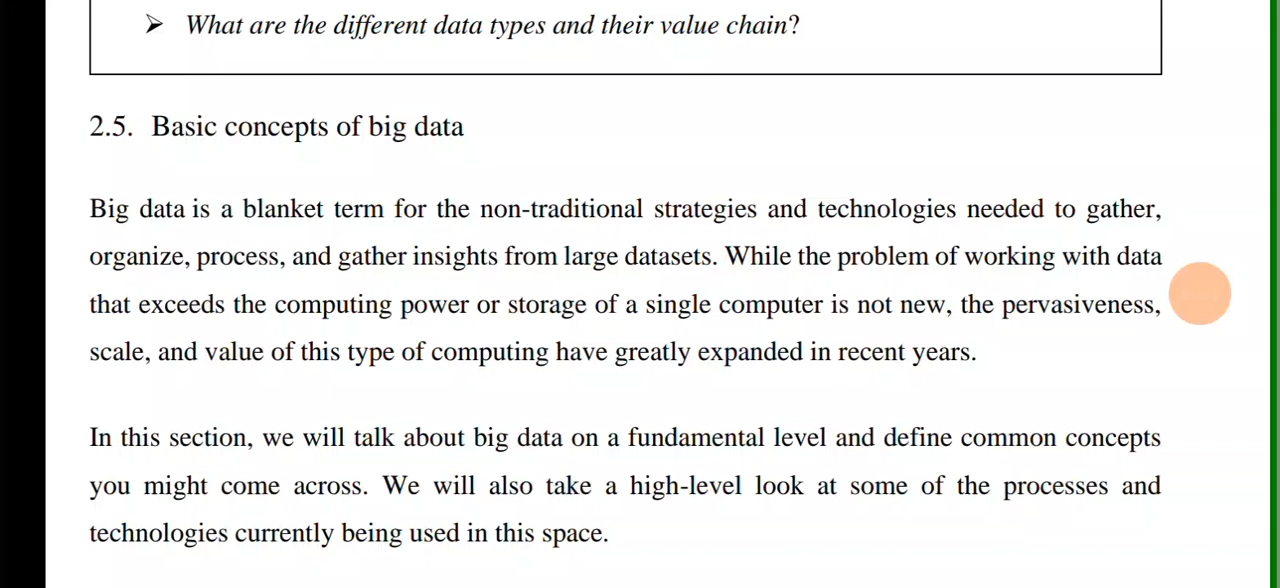 ➢ What are the different data types and their value chain?
2.5. Basic concepts of big data
Big data is a blanket term for the non-traditional strategies and technologies needed to gather,
organize, process, and gather insights from large datasets. While the problem of working with data
that exceeds the computing power or storage of a single computer is not new, the pervasiveness,
scale, and value of this type of computing have greatly expanded in recent years.
In this section, we will talk about big data on a fundamental level and define common concepts
you might come across. We will also take a high-level look at some of the processes and
technologies currently being used in this space.